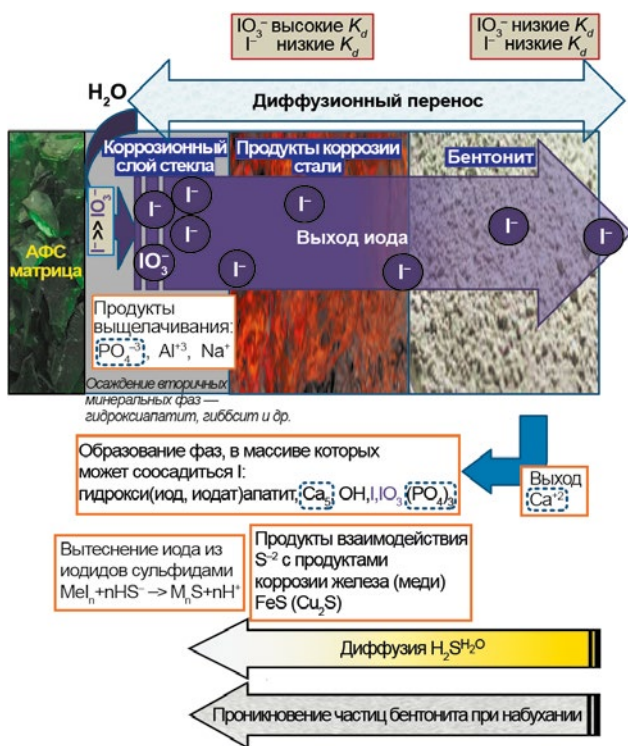 IO₃⁻ высокие K_d
I⁻ низкие K_d
IO₃⁻ низкие K_d
I⁻ низкие K_d
H₂O
Диффузионный перенос
Коррозионный
слой стекла
Продукты коррозии
стали
Бентонит
АФС
матрица
I⁻ >> IO₃⁻
I⁻
I⁻
I⁻
I⁻
I⁻
I⁻
I⁻
I⁻
IO₃⁻
Выход иода
Продукты
выщелачивания:
PO₄⁻³, Al⁺³, Na⁺
Осаждение вторичных
минеральных фаз —
гидроксиапатит, гиббсит и др.
Образование фаз, в массиве которых
может соосадиться I:
гидрокси(иод, иодат)апатит, Ca₅ OH,I,IO₃ (PO₄)₃
Выход
Ca⁺²
Вытеснение иода из
иодидов сульфидами
MeIₙ+nHS⁻ –> MₙS+nH⁺
Продукты взаимодействия
S⁻² с продуктами
коррозии железа (меди)
FeS (Cu₂S)
Диффузия H₂S^H₂O
Проникновение частиц бентонита при набухании